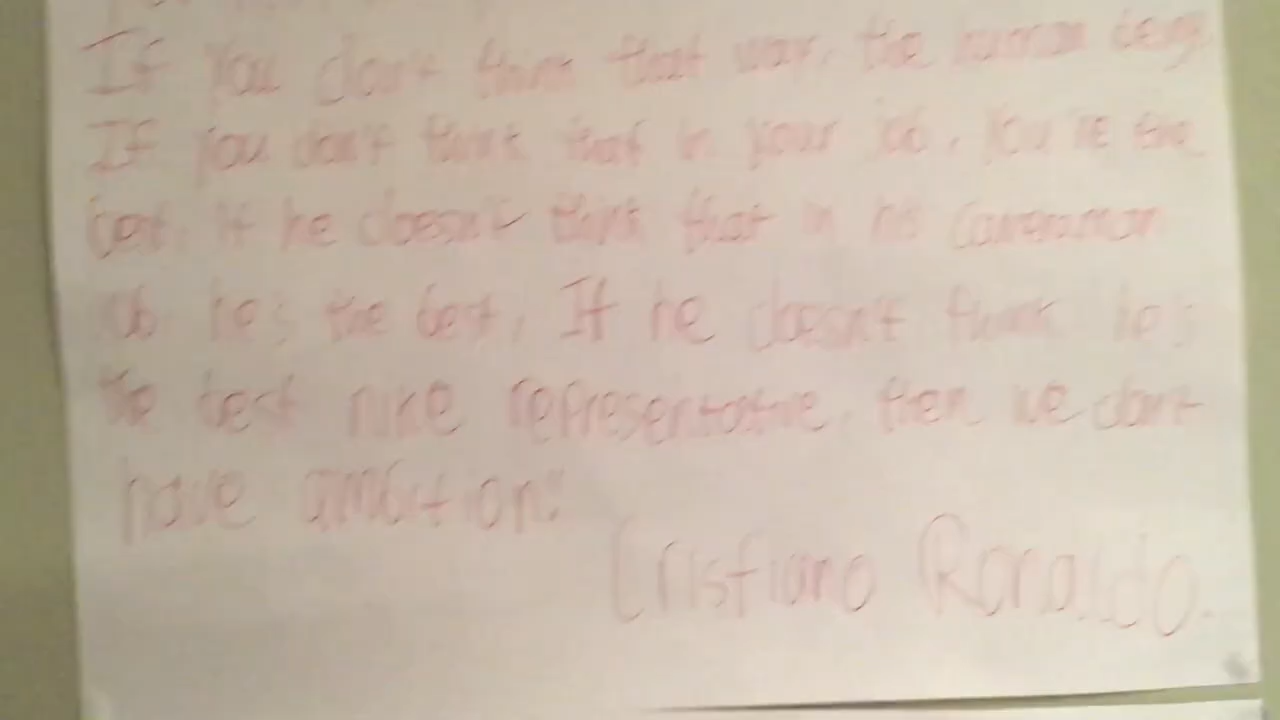 If you don't think that way, the human being.
If you don't think that in your job, you're the
best. If he doesn't think that in his cameraman
job he's the best. If he doesn't think he's
the best nike representative, then we don't
have ambition."
Cristiano Ronaldo.